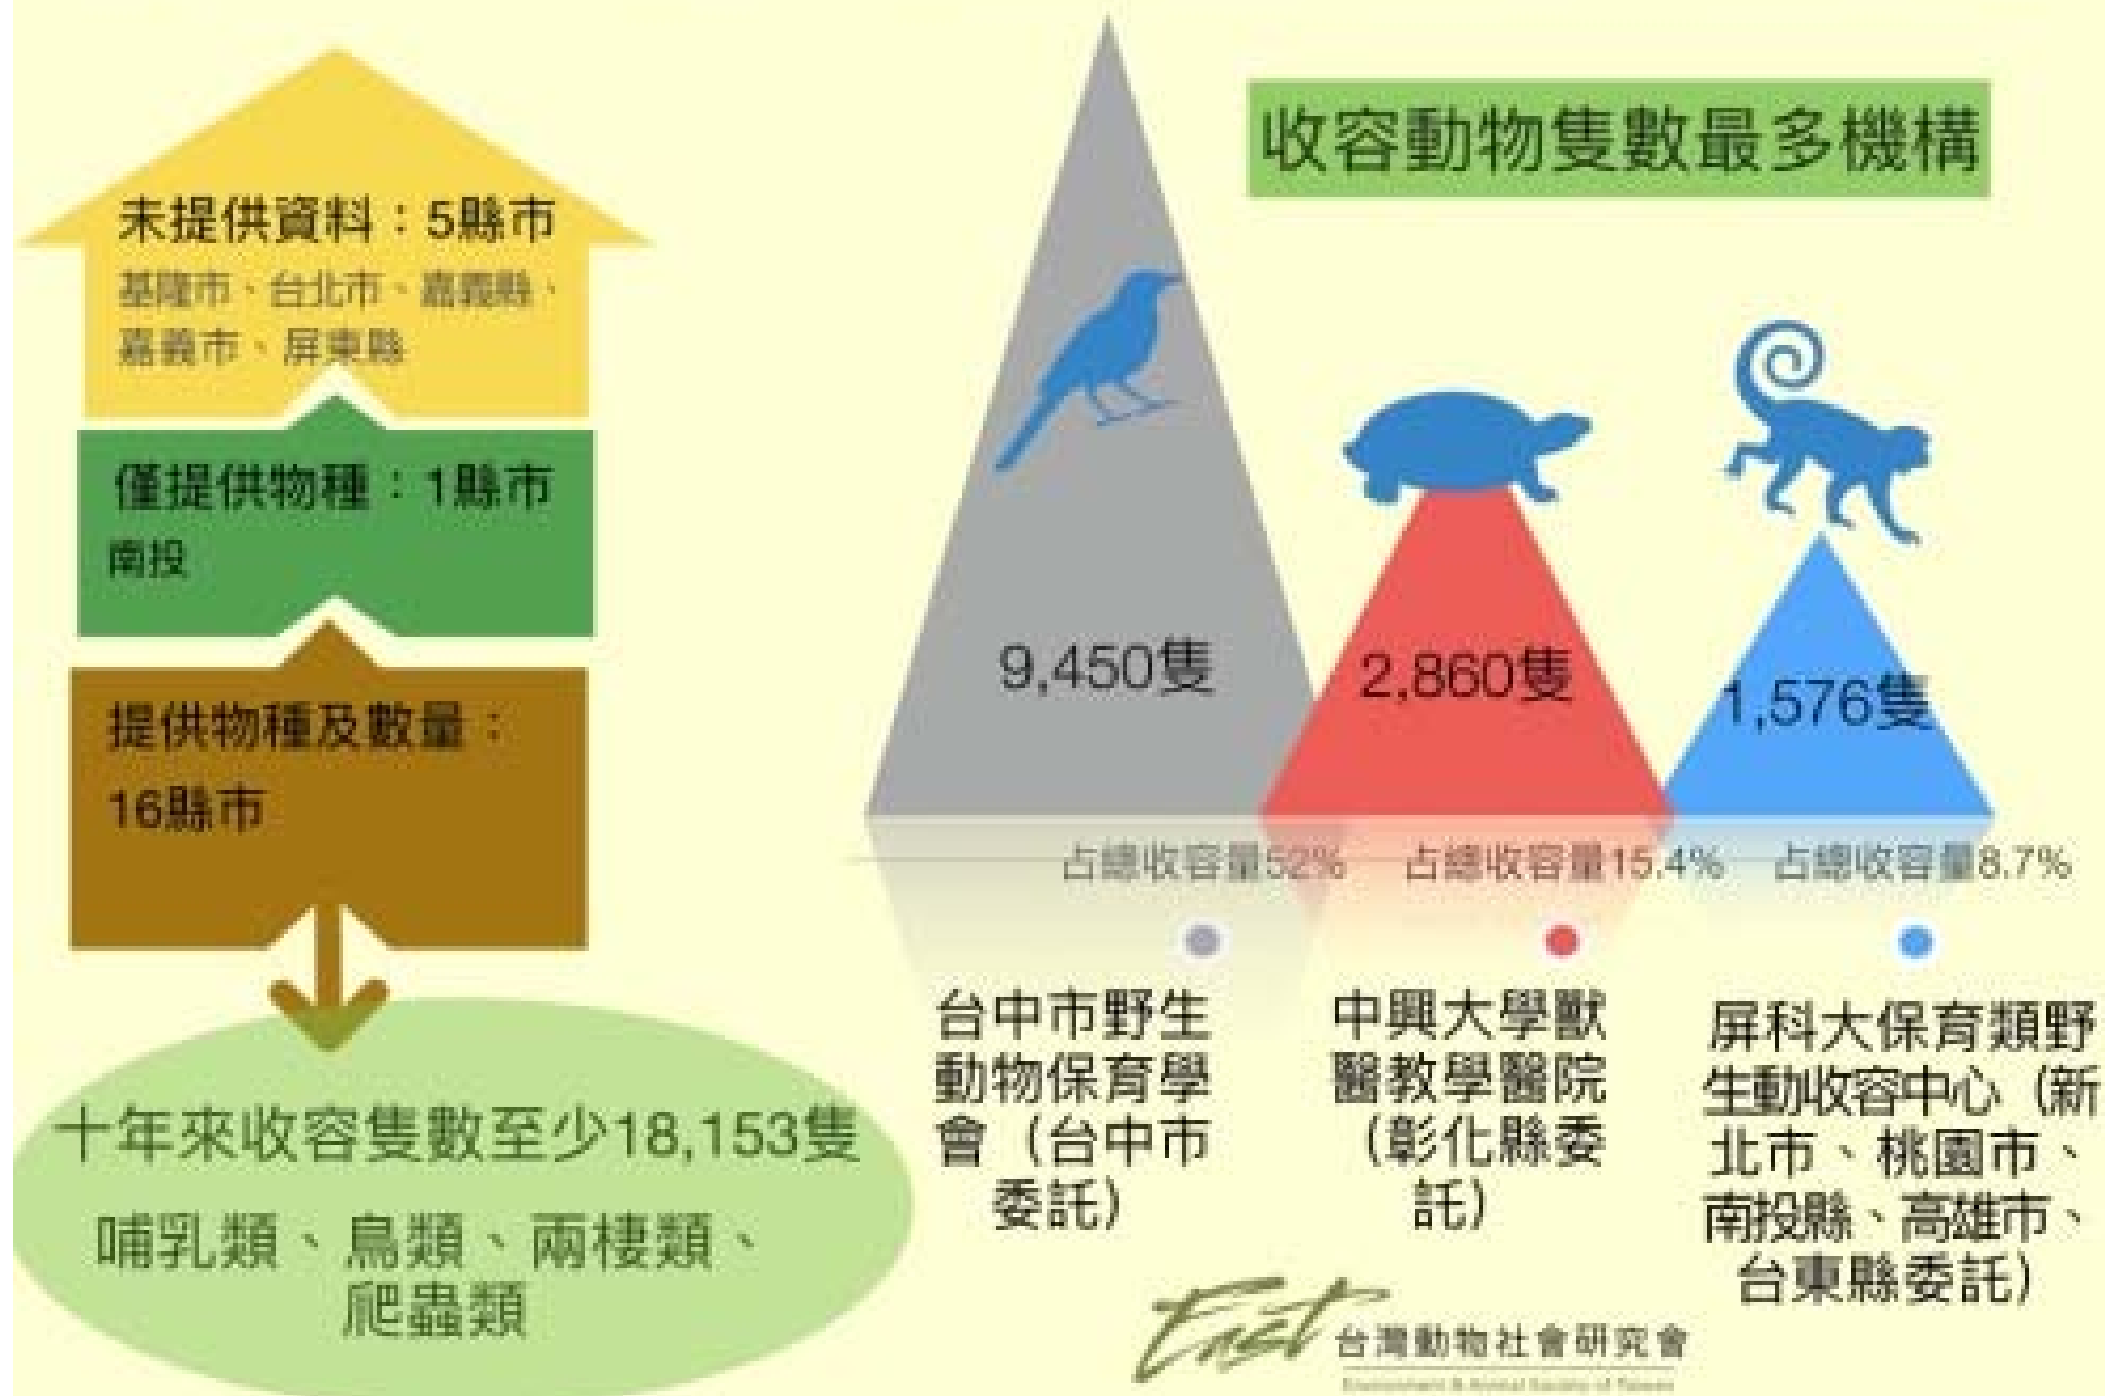 未提供資料：5縣市
基隆市、台北市、嘉義縣、
嘉義市、屏東縣
僅提供物種：1縣市
南投
提供物種及數量：
16縣市
十年來收容隻數至少18,153隻
哺乳類、鳥類、兩棲類、
爬蟲類
收容動物隻數最多機構
9,450隻
2,860隻
1,576隻
占總收容量52%
占總收容量15.4%
占總收容量8.7%
台中市野生
動物保育學
會（台中市
委託）
中興大學獸
醫教學醫院
（彰化縣委
託）
屏科大保育類野
生動收容中心（新
北市、桃園市、
南投縣、高雄市、
台東縣委託）
East
台灣動物社會研究會
Environment & Animal Society of Taiwan